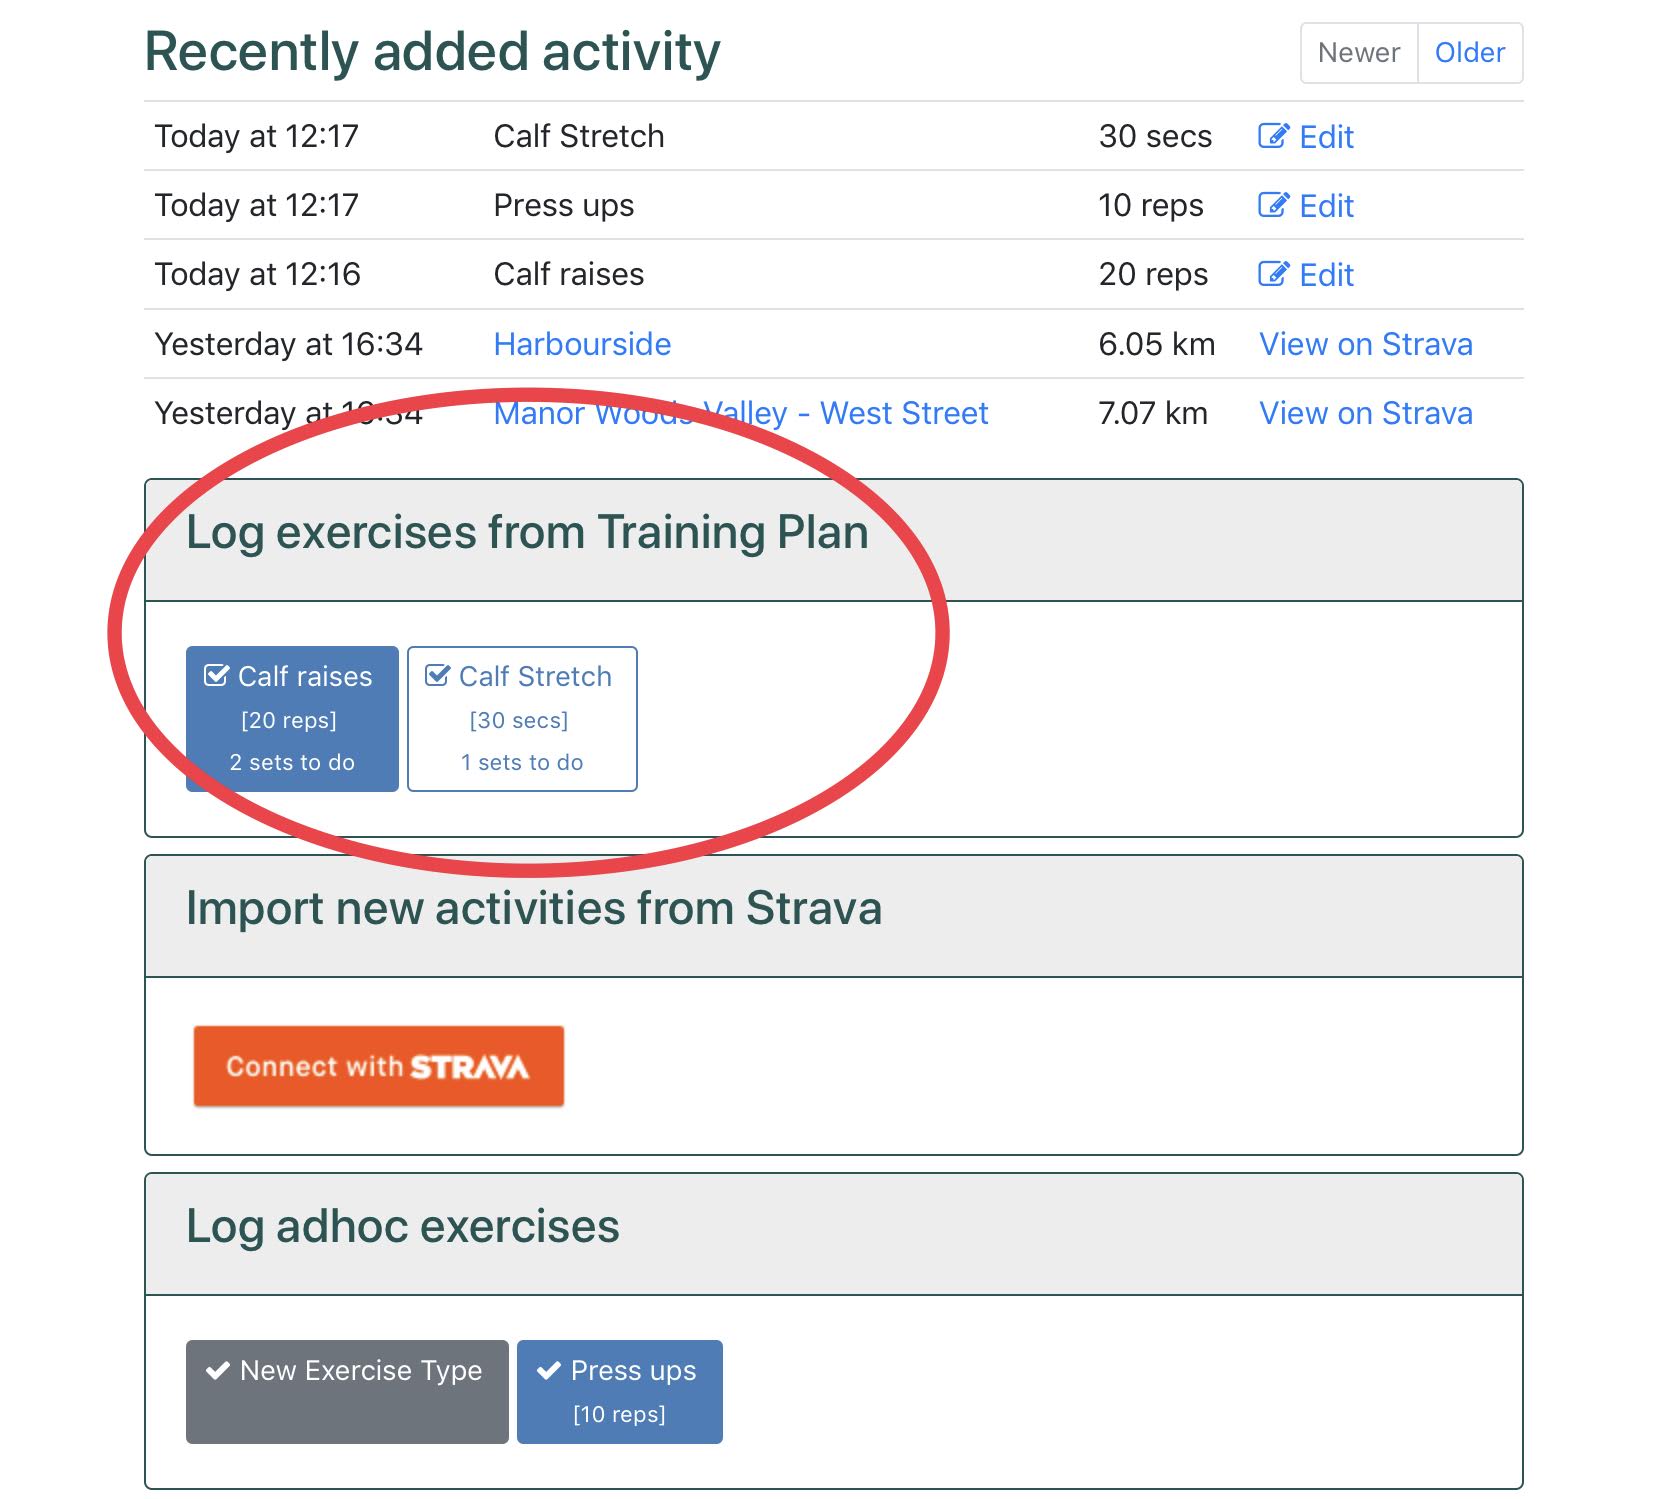 Recently added activity
Newer Older
Today at 12:17 Calf Stretch 30 secs Edit
Today at 12:17 Press ups 10 reps Edit
Today at 12:16 Calf raises 20 reps Edit
Yesterday at 16:34 Harbourside 6.05 km View on Strava
Yesterday at Manor Woods Valley - West Street 7.07 km View on Strava
Log exercises from Training Plan
Calf raises
[20 reps]
2 sets to do
Calf Stretch
[30 secs]
1 sets to do
Import new activities from Strava
Connect with STRAVA
Log adhoc exercises
New Exercise Type
Press ups
[10 reps]